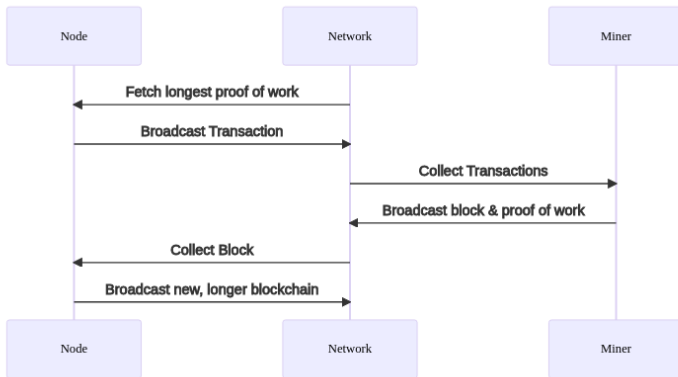 Node
Network
Miner
Fetch longest proof of work
Broadcast Transaction
Collect Transactions
Broadcast block & proof of work
Collect Block
Broadcast new, longer blockchain
Node
Network
Miner